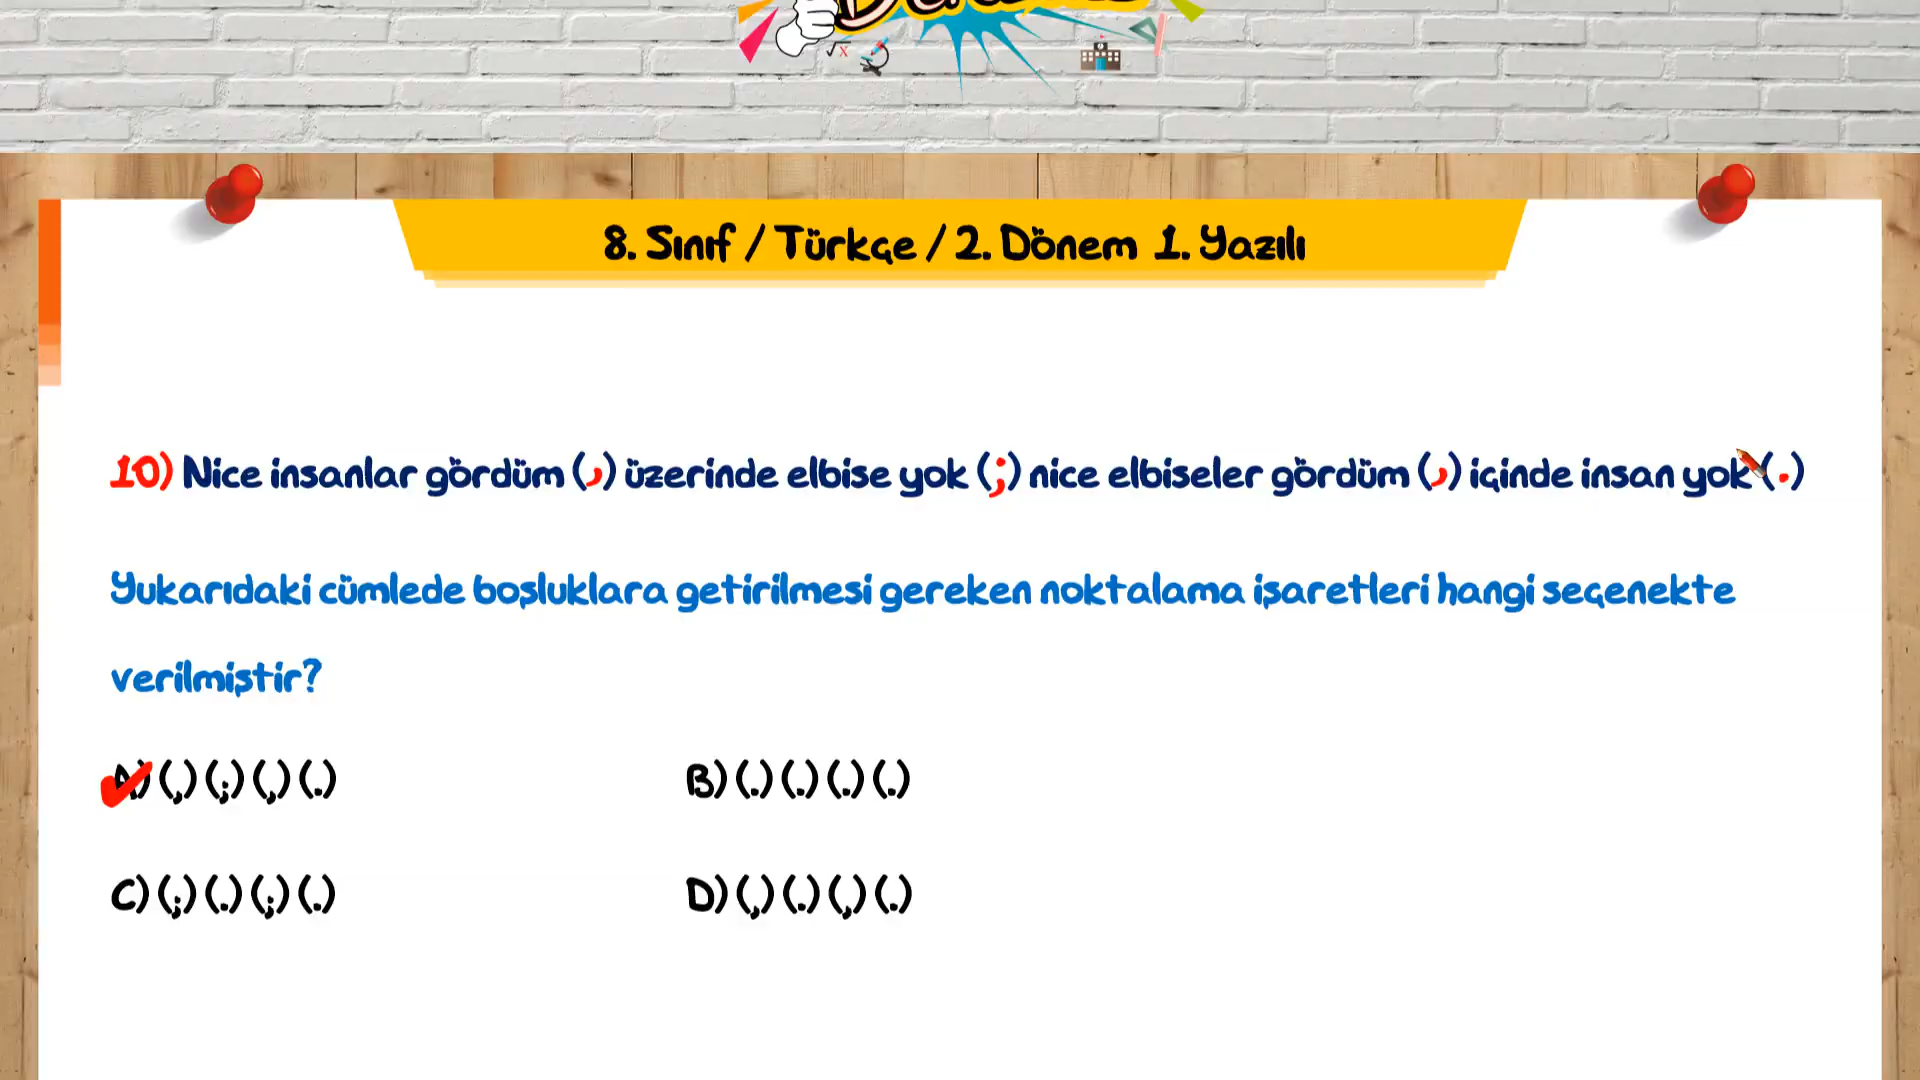 8. Sınıf / Türkçe / 2. Dönem 1. Yazılı
10) Nice insanlar gördüm (,) üzerinde elbise yok (;) nice elbiseler gördüm (,) içinde insan yok (.)
Yukarıdaki cümlede boşluklara getirilmesi gereken noktalama işaretleri hangi seçenekte
verilmiştir?
A) (,) (;) (,) (.) B) (.) (.) (.) (.)
C) (;) (.) (;) (.) D) (,) (.) (,) (.)